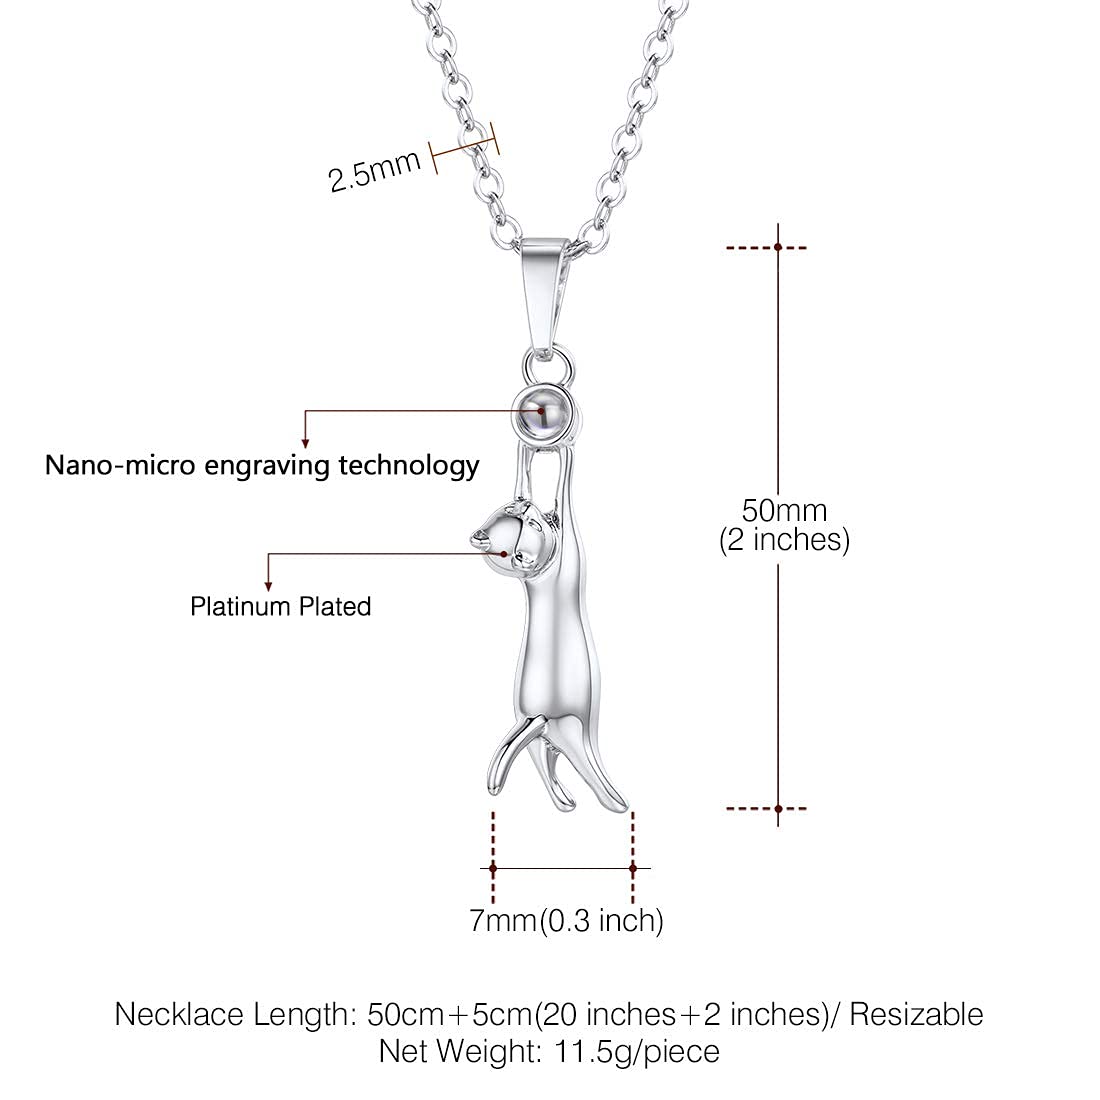 2.5mm
Nano-micro engraving technology
50mm
(2 inches)
Platinum Plated
7mm(0.3 inch)
Necklace Length: 50cm+5cm(20 inches+2 inches)/ Resizable
Net Weight: 11.5g/piece